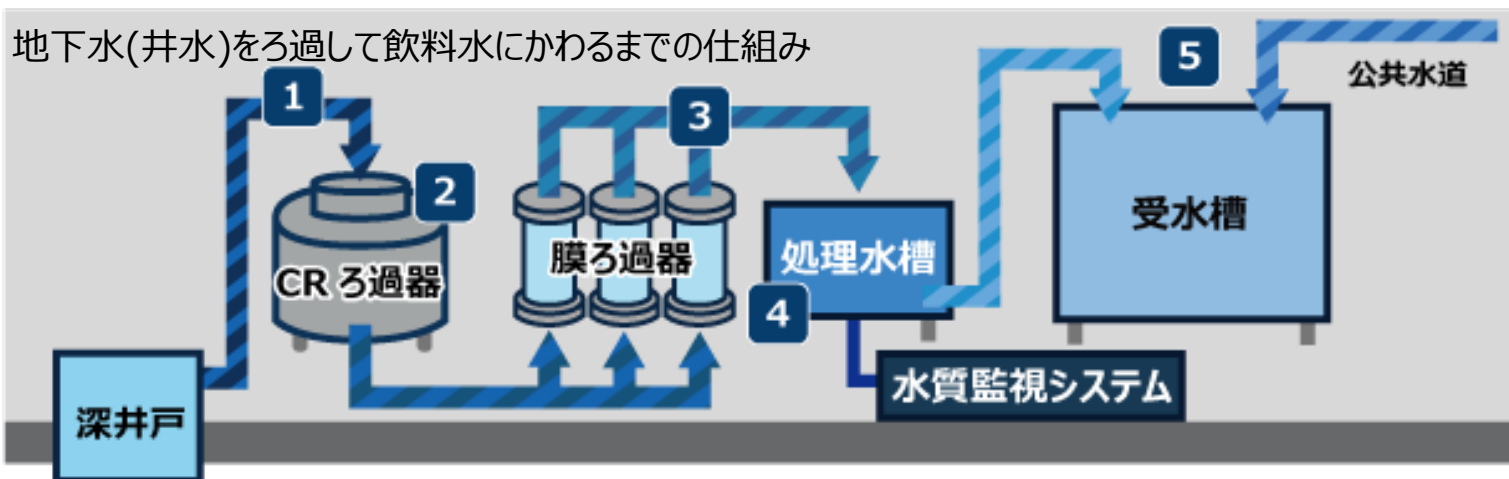 地下水(井水)をろ過して飲料水にかわるまでの仕組み
1
2
3
4
5
公共水道
深井戸
CR ろ過器
膜ろ過器
処理水槽
水質監視システム
受水槽